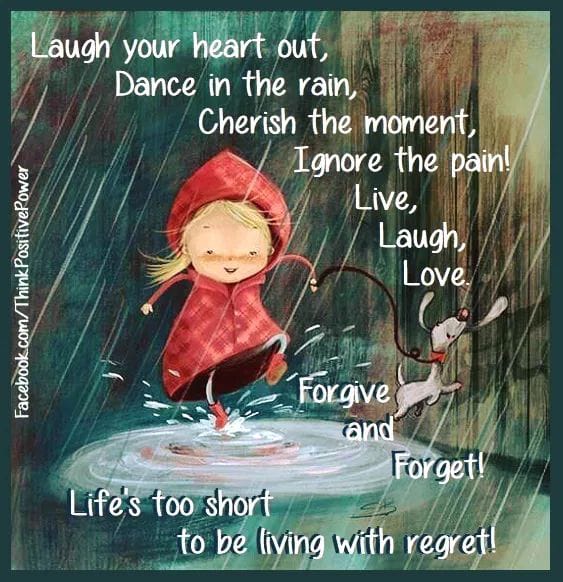 Laugh your heart out,
Dance in the rain,
Cherish the moment,
Ignore the pain!
Live,
Laugh,
Love.
Forgive
and
Forget!
Life's too short
to be living with regret!
Facebook.com/ThinkPositivePower